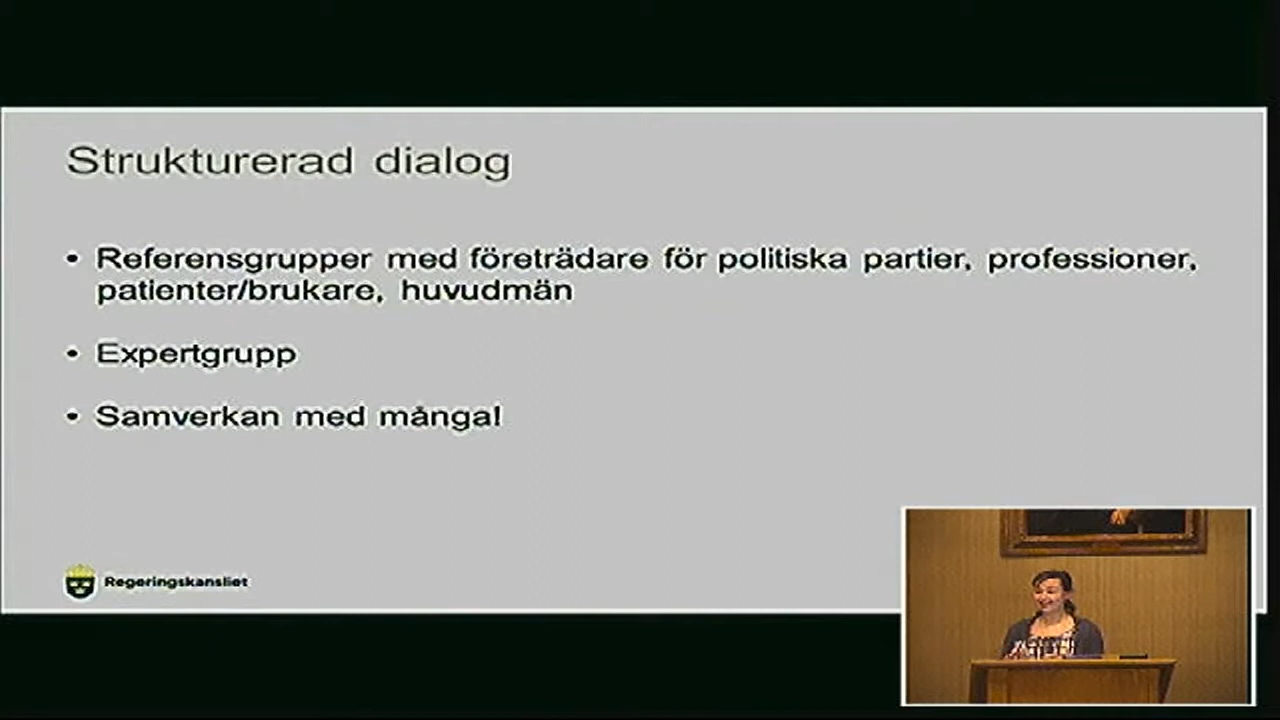 Strukturerad dialog
• Referensgrupper med företrädare för politiska partier, professioner,
patienter/brukare, huvudmän
• Expertgrupp
• Samverkan med många!
Regeringskansliet